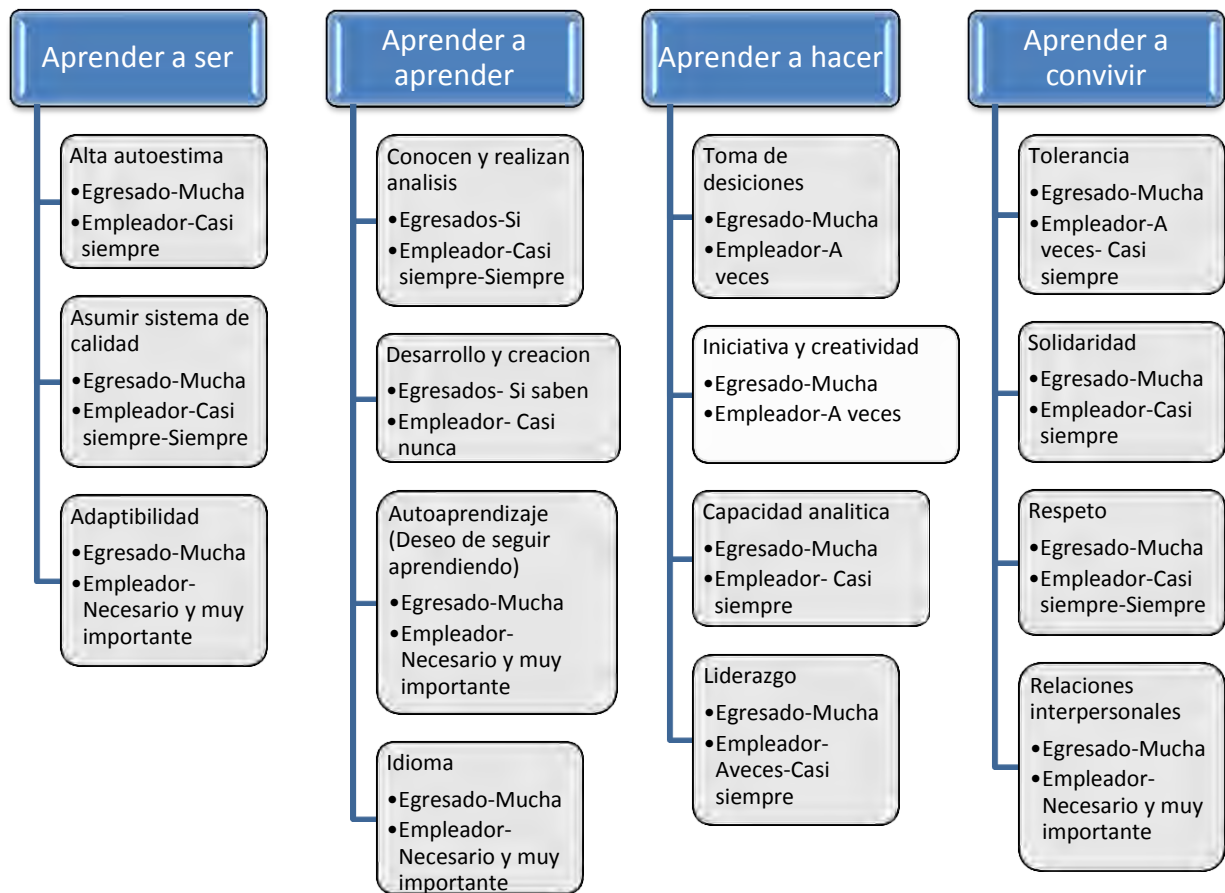 Aprender a ser
Alta autoestima
•Egresado-Mucha
•Empleador-Casi
siempre
Asumir sistema de
calidad
•Egresado-Mucha
•Empleador-Casi
siempre-Siempre
Adaptibilidad
•Egresado-Mucha
•Empleador-
Necesario y muy
importante
Aprender a
aprender
Conocen y realizan
analisis
•Egresados-Si
•Empleador-Casi
siempre-Siempre
Desarrollo y creacion
•Egresados- Si saben
•Empleador- Casi
nunca
Autoaprendizaje
(Deseo de seguir
aprendiendo)
•Egresado-Mucha
•Empleador-
Necesario y muy
importante
Idioma
•Egresado-Mucha
•Empleador-
Necesario y muy
importante
Aprender a hacer
Toma de
desiciones
•Egresado-Mucha
•Empleador-A
veces
Iniciativa y creatividad
•Egresado-Mucha
•Empleador-A veces
Capacidad analitica
•Egresado-Mucha
•Empleador- Casi
siempre
Liderazgo
•Egresado-Mucha
•Empleador-
Aveces-Casi
siempre
Aprender a
convivir
Tolerancia
•Egresado-Mucha
•Empleador-A
veces- Casi
siempre
Solidaridad
•Egresado-Mucha
•Empleador-Casi
siempre
Respeto
•Egresado-Mucha
•Empleador-Casi
siempre-Siempre
Relaciones
interpersonales
•Egresado-Mucha
•Empleador-
Necesario y muy
importante